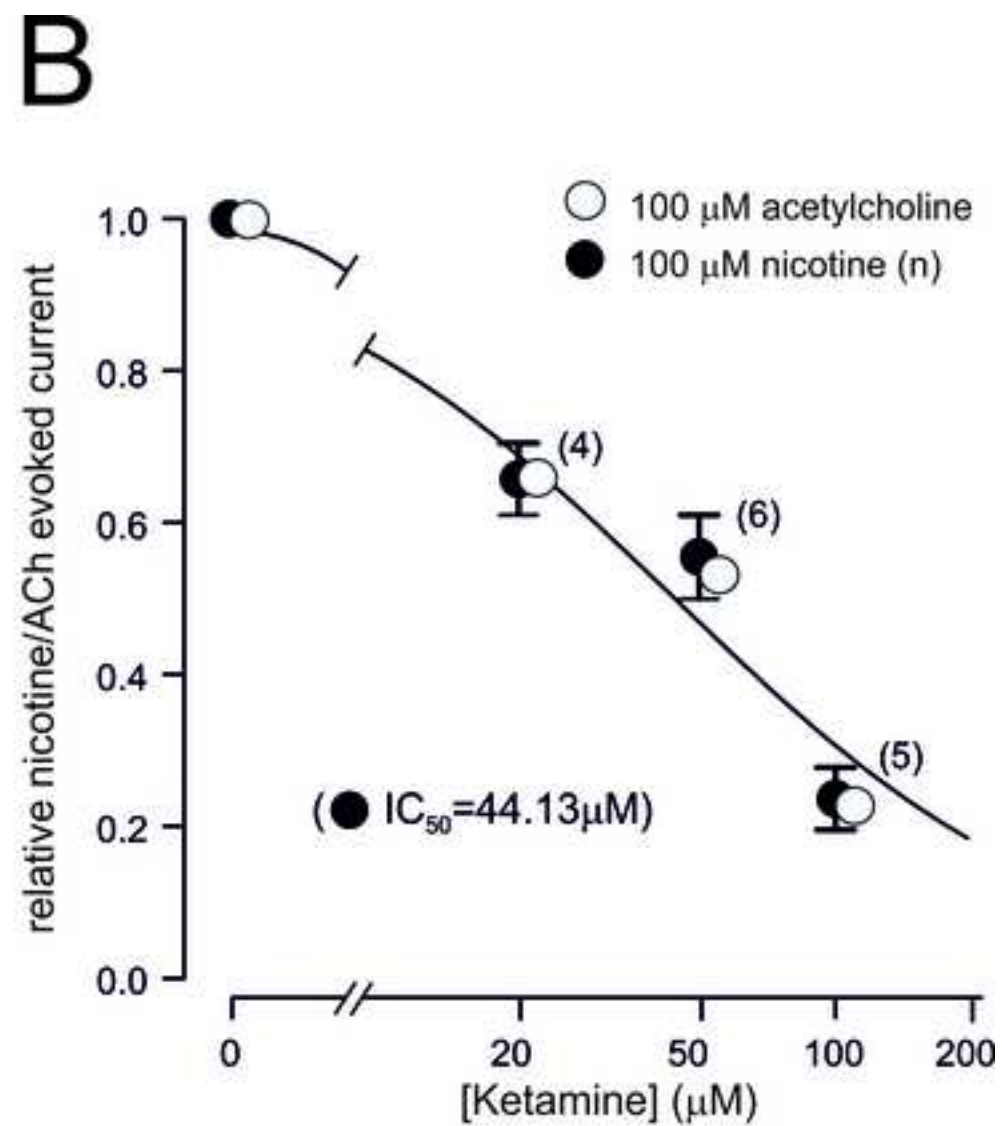 B
100 μM acetylcholine
100 μM nicotine (n)
relative nicotine/ACh evoked current
1.0
0.8
0.6
0.4
0.2
0.0
(4)
(6)
(5)
( IC₅₀=44.13μM)
0 20 50 100 200
[Ketamine] (μM)